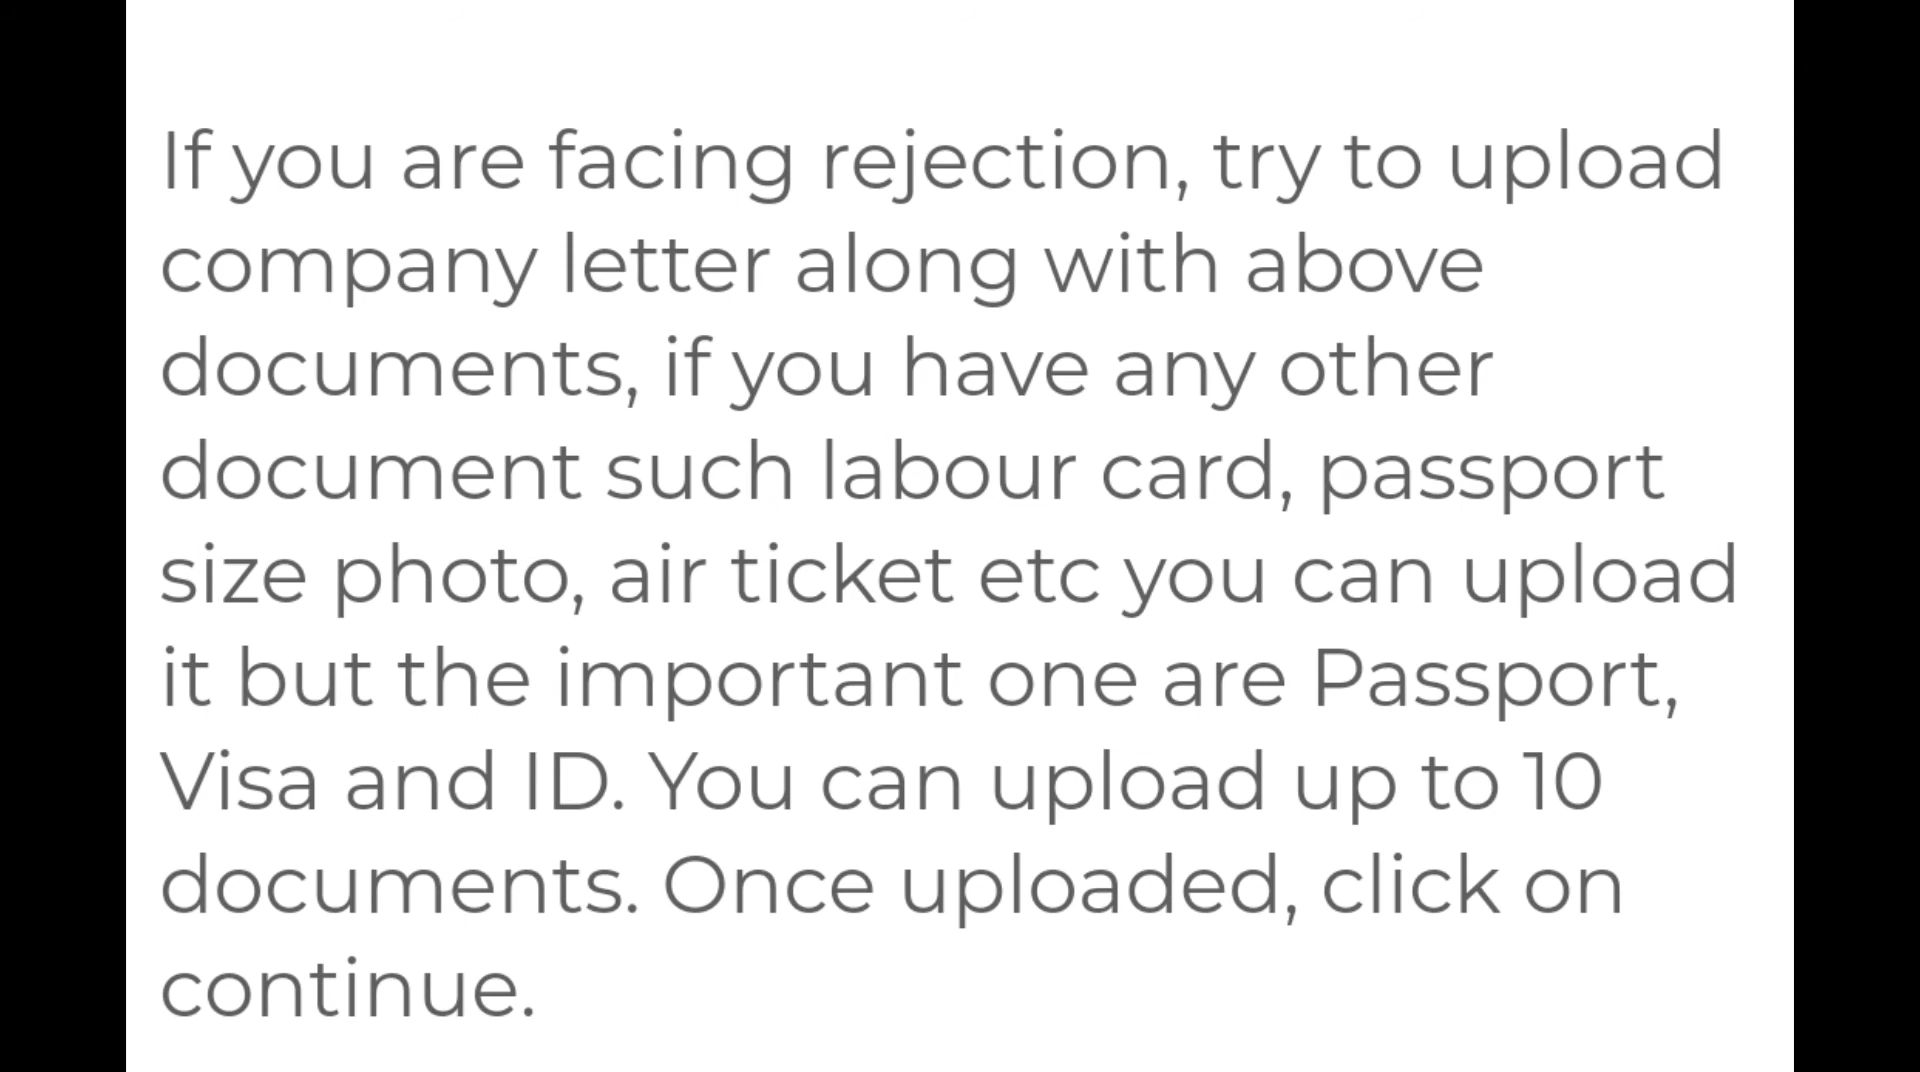 If you are facing rejection, try to upload
company letter along with above
documents, if you have any other
document such labour card, passport
size photo, air ticket etc you can upload
it but the important one are Passport,
Visa and ID. You can upload up to 10
documents. Once uploaded, click on
continue.